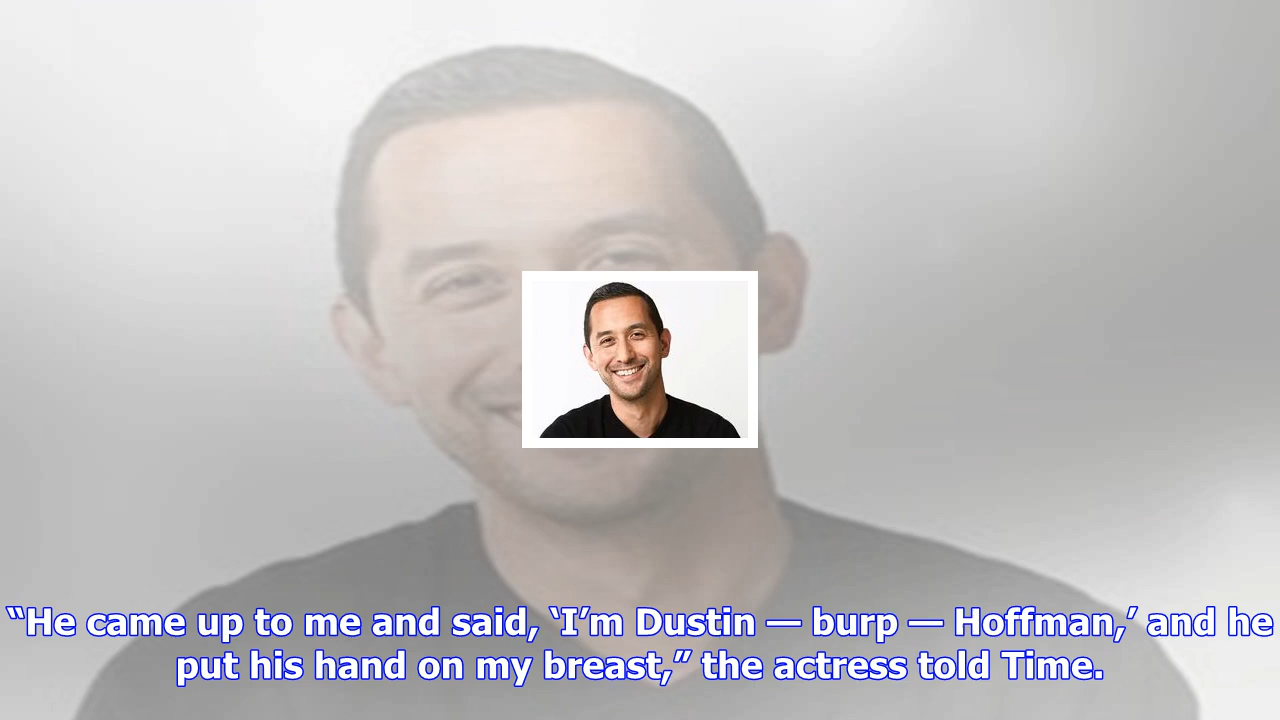 “He came up to me and said, ‘I’m Dustin — burp — Hoffman,’ and he
put his hand on my breast,” the actress told Time.